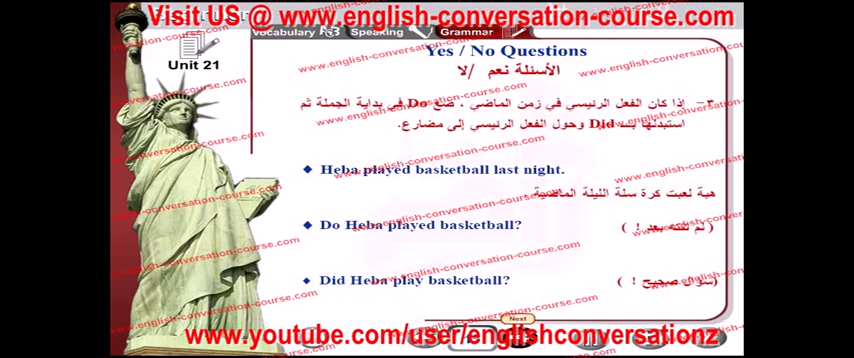 Visit US @ www.english-conversation-course.com
Vocabulary
Speaking
Grammar
Unit 21
Yes / No Questions
الأسئلة نعم / لا
٣- إذا كان الفعل الرئيسي في زمن الماضي ، ضع Do في بداية الجملة ثم
استبدلها بـ Did وحول الفعل الرئيسي إلى مضارع.
Heba played basketball last night.
هبة لعبت كرة سلة الليلة الماضية .
Do Heba played basketball?
( لم ننته بعد ! )
Did Heba play basketball?
(سؤال صحيح ! )
Next
www.youtube.com/user/englishconversationz